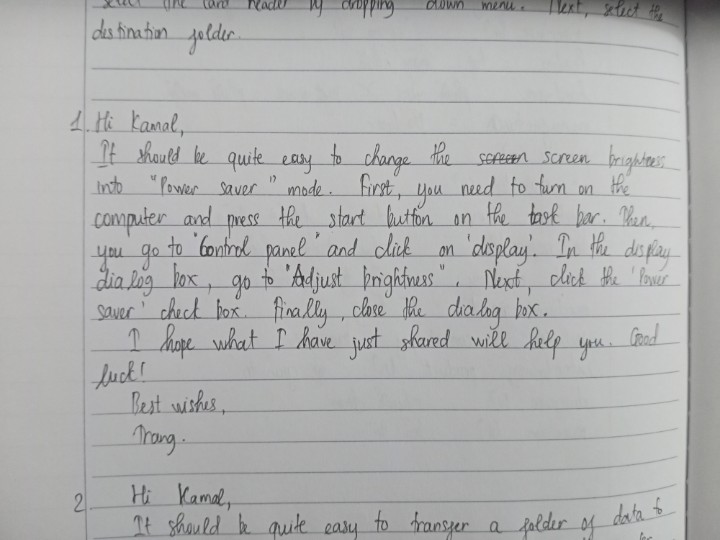 select the card reader by dropping down menu. Next, select the
destination folder.
1. Hi Kamal,
It should be quite easy to change the screen screen brightness
into "Power saver" mode. First, you need to turn on the
computer and press the start button on the task bar. Then,
you go to "Control panel" and click on 'display'. In the display
dialog box, go to "Adjust brightness". Next, click the 'Power
saver' check box. Finally, close the dialog box.
I hope what I have just shared will help you. Good
luck!
Best wishes,
Trang.
2 Hi Kamal,
It should be quite easy to transfer a folder of data to